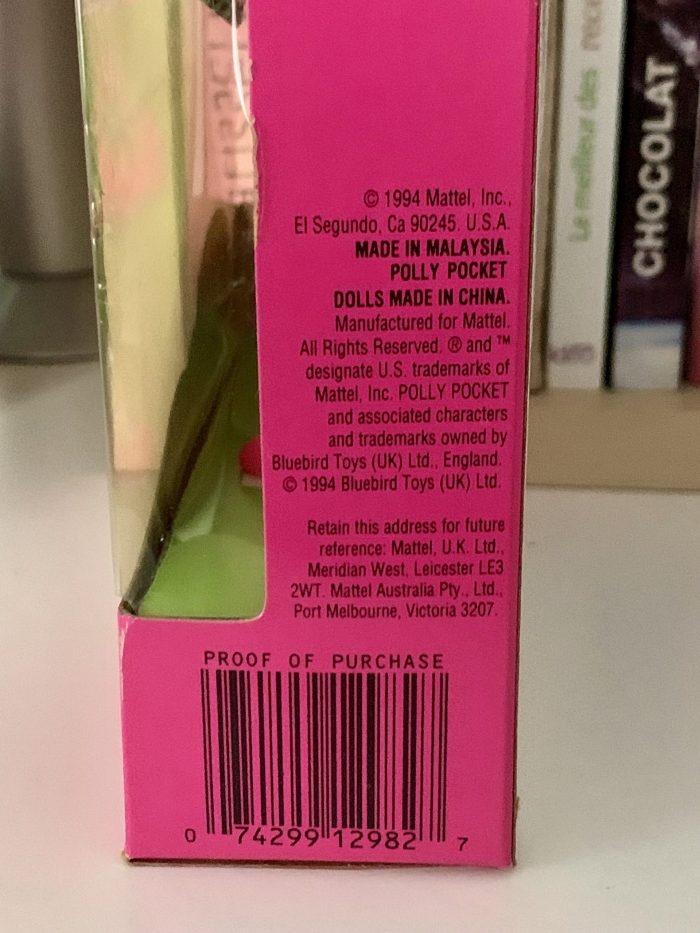 © 1994 Mattel, Inc.,
El Segundo, Ca 90245. U.S.A.
MADE IN MALAYSIA.
POLLY POCKET
DOLLS MADE IN CHINA.
Manufactured for Mattel.
All Rights Reserved. ® and ™
designate U.S. trademarks of
Mattel, Inc. POLLY POCKET
and associated characters
and trademarks owned by
Bluebird Toys (UK) Ltd., England.
© 1994 Bluebird Toys (UK) Ltd.
Retain this address for future
reference: Mattel, U.K. Ltd.,
Meridian West, Leicester LE3
2WT. Mattel Australia Pty., Ltd.,
Port Melbourne, Victoria 3207.
PROOF OF PURCHASE
0 74299 12982 7
Le meilleur des
CHOCOLAT